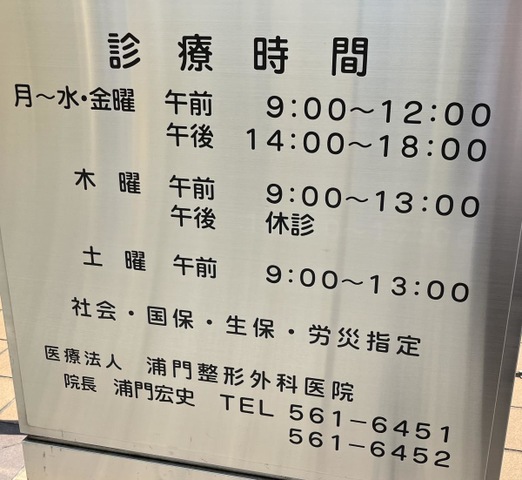 診療時間
月～水・金曜 午前 9:00～12:00
午後 14:00～18:00
木曜 午前 9:00～13:00
午後 休診
土曜 午前 9:00～13:00
社会・国保・生保・労災指定
医療法人 浦門整形外科医院
院長 浦門宏史 TEL 561-6451
561-6452